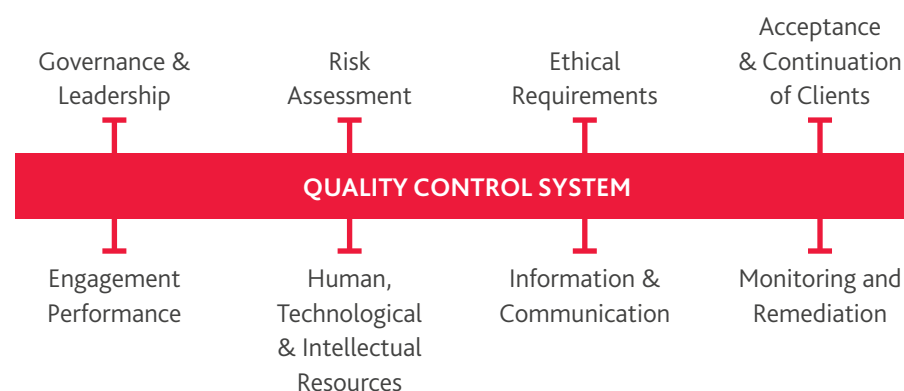 Governance &
Leadership
Risk
Assessment
Ethical
Requirements
Acceptance
& Continuation
of Clients
QUALITY CONTROL SYSTEM
Engagement
Performance
Human,
Technological
& Intellectual
Resources
Information &
Communication
Monitoring and
Remediation